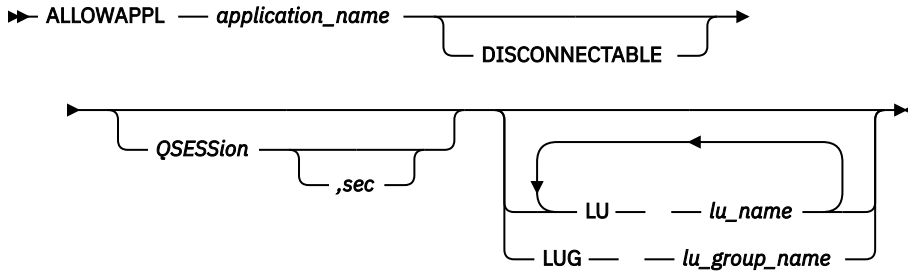 ALLOWAPPL application_name
DISCONNECTABLE
QSESSion
,sec
LU lu_name
LUG lu_group_name